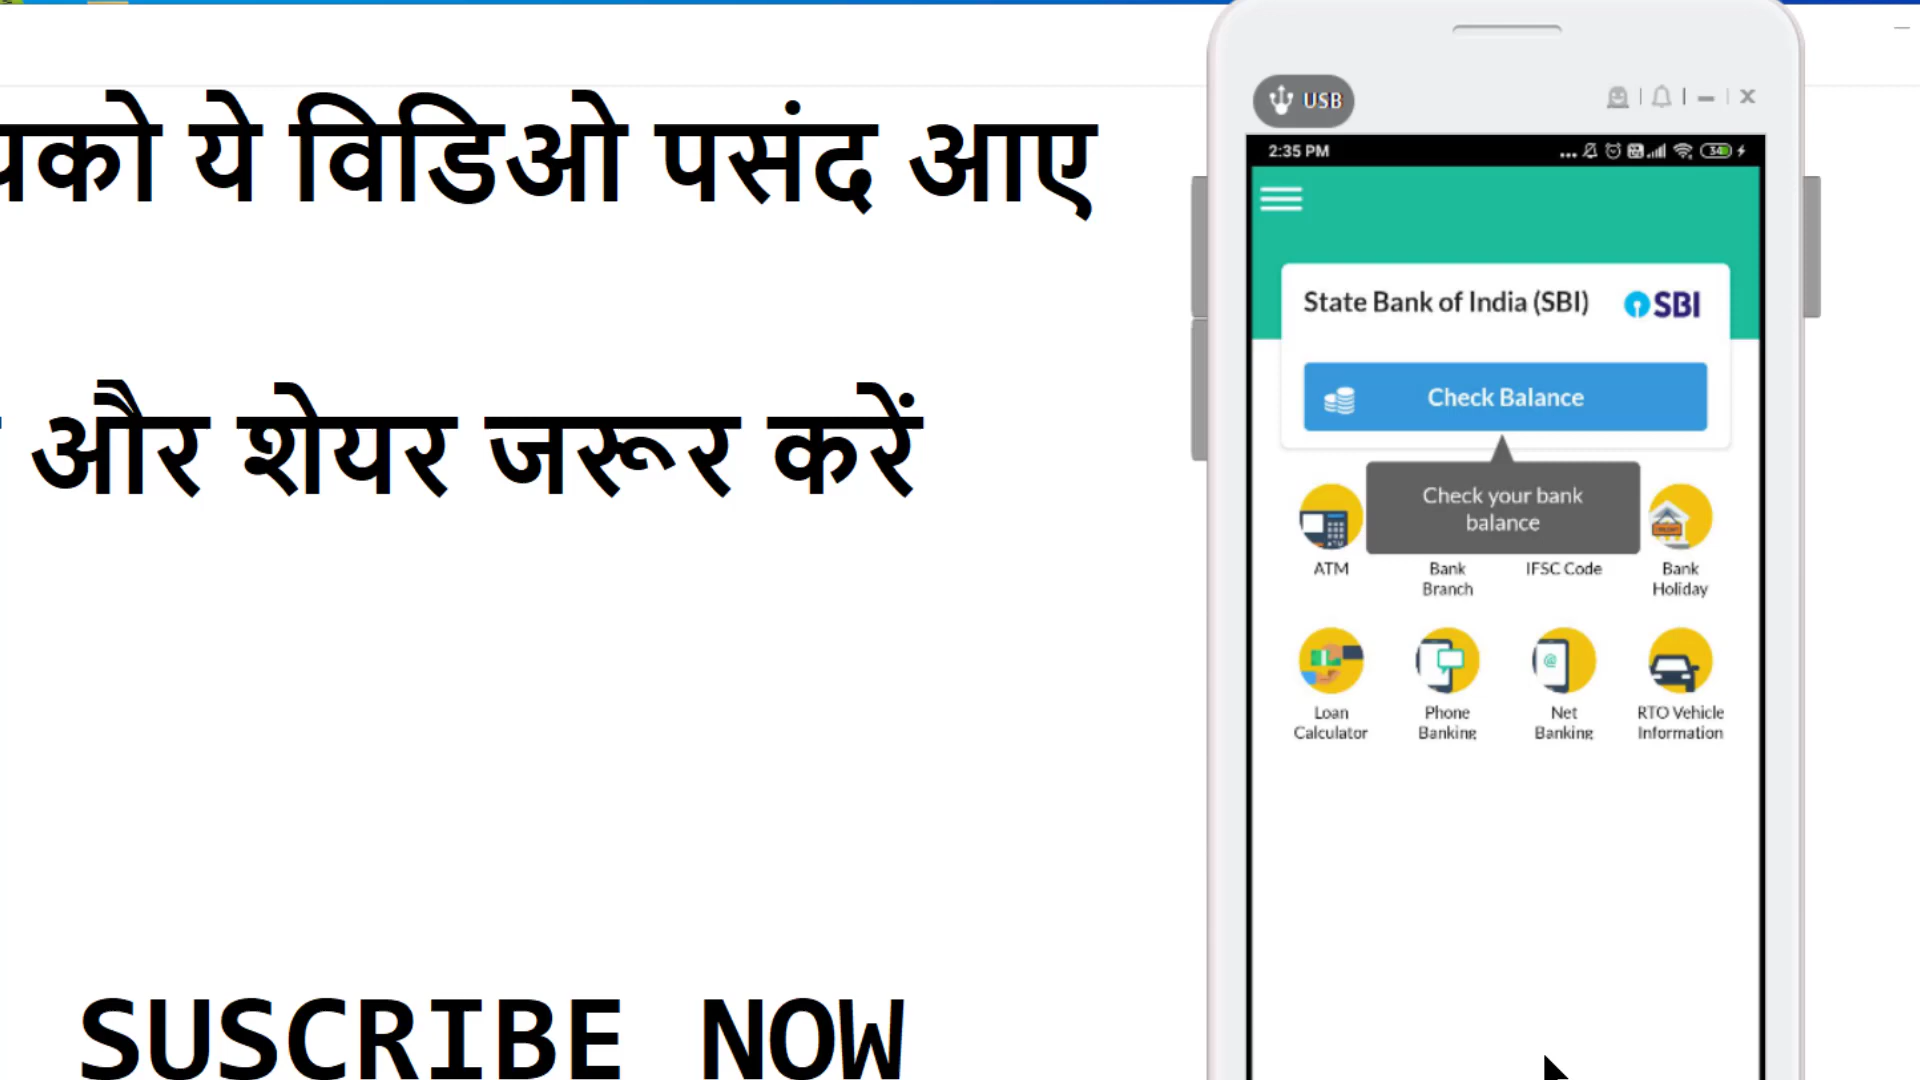 को ये विडिओ पसंद आए
और शेयर जरूर करें
SUSCRIBE NOW
USB
2:35 PM
34
State Bank of India (SBI)
SBI
Check Balance
Check your bank
balance
ATM
Bank
Branch
IFSC Code
Bank
Holiday
Loan
Calculator
Phone
Banking
Net
Banking
RTO Vehicle
Information